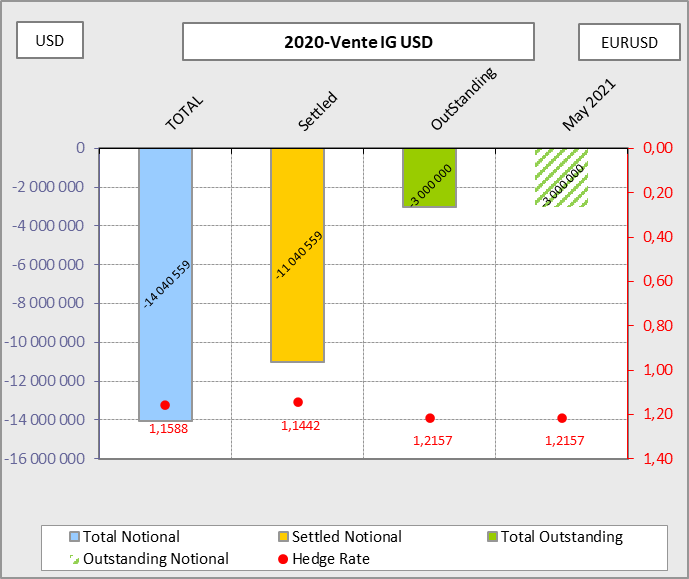 USD
2020-Vente IG USD
EURUSD
TOTAL
Settled
OutStanding
May 2021
0
-2 000 000
-4 000 000
-6 000 000
-8 000 000
-10 000 000
-12 000 000
-14 000 000
-16 000 000
-14 040 559
-11 040 559
-3 000 000
-3 000 000
1,1588
1,1442
1,2157
1,2157
0,00
0,20
0,40
0,60
0,80
1,00
1,20
1,40
Total Notional
Settled Notional
Total Outstanding
Outstanding Notional
Hedge Rate